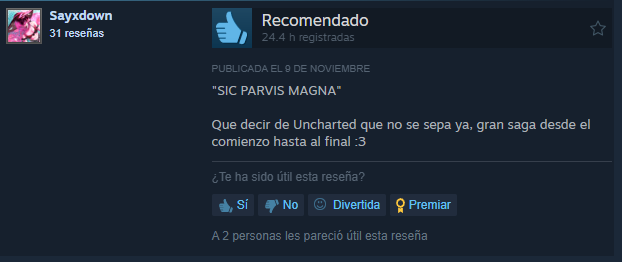 Sayxdown
31 reseñas
Recomendado
24.4 h registradas
PUBLICADA EL 9 DE NOVIEMBRE
"SIC PARVIS MAGNA"
Que decir de Uncharted que no se sepa ya, gran saga desde el
comienzo hasta al final :3
¿Te ha sido útil esta reseña?
Sí No Divertida Premiar
A 2 personas les pareció útil esta reseña